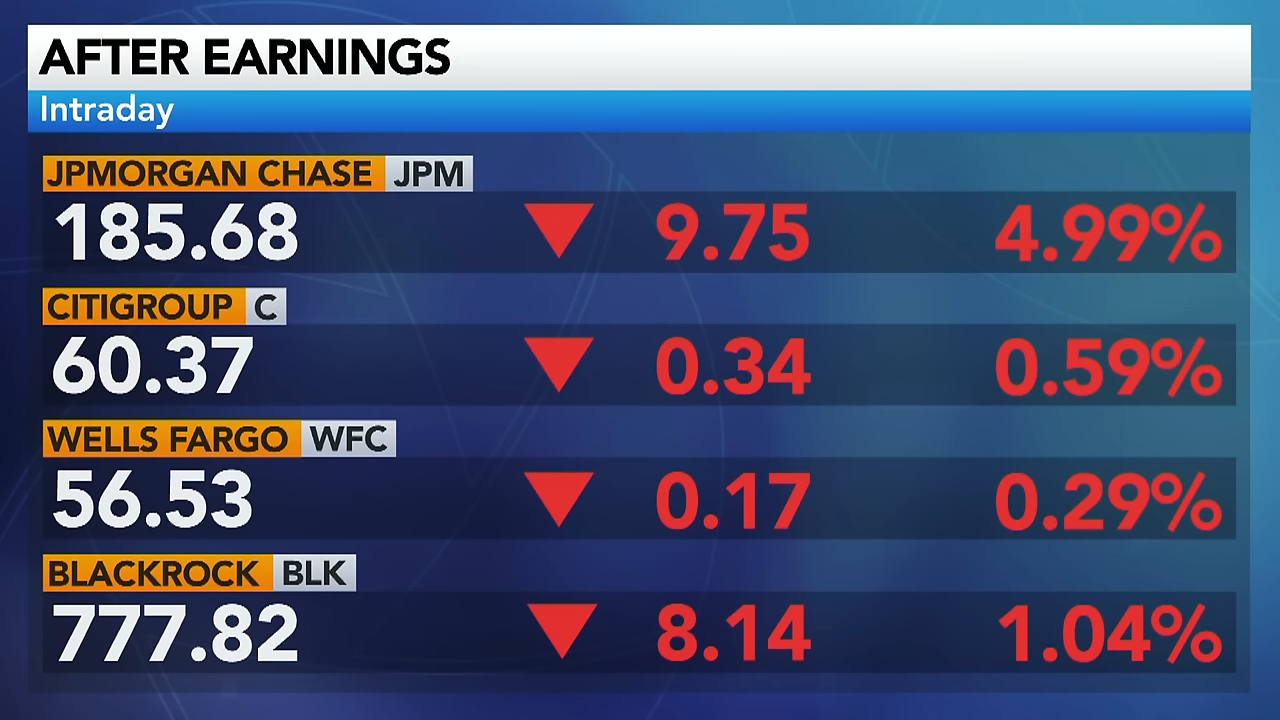 AFTER EARNINGS
Intraday
JPMORGAN CHASE JPM
185.68 ▼ 9.75 4.99%
CITIGROUP C
60.37 ▼ 0.34 0.59%
WELLS FARGO WFC
56.53 ▼ 0.17 0.29%
BLACKROCK BLK
777.82 ▼ 8.14 1.04%